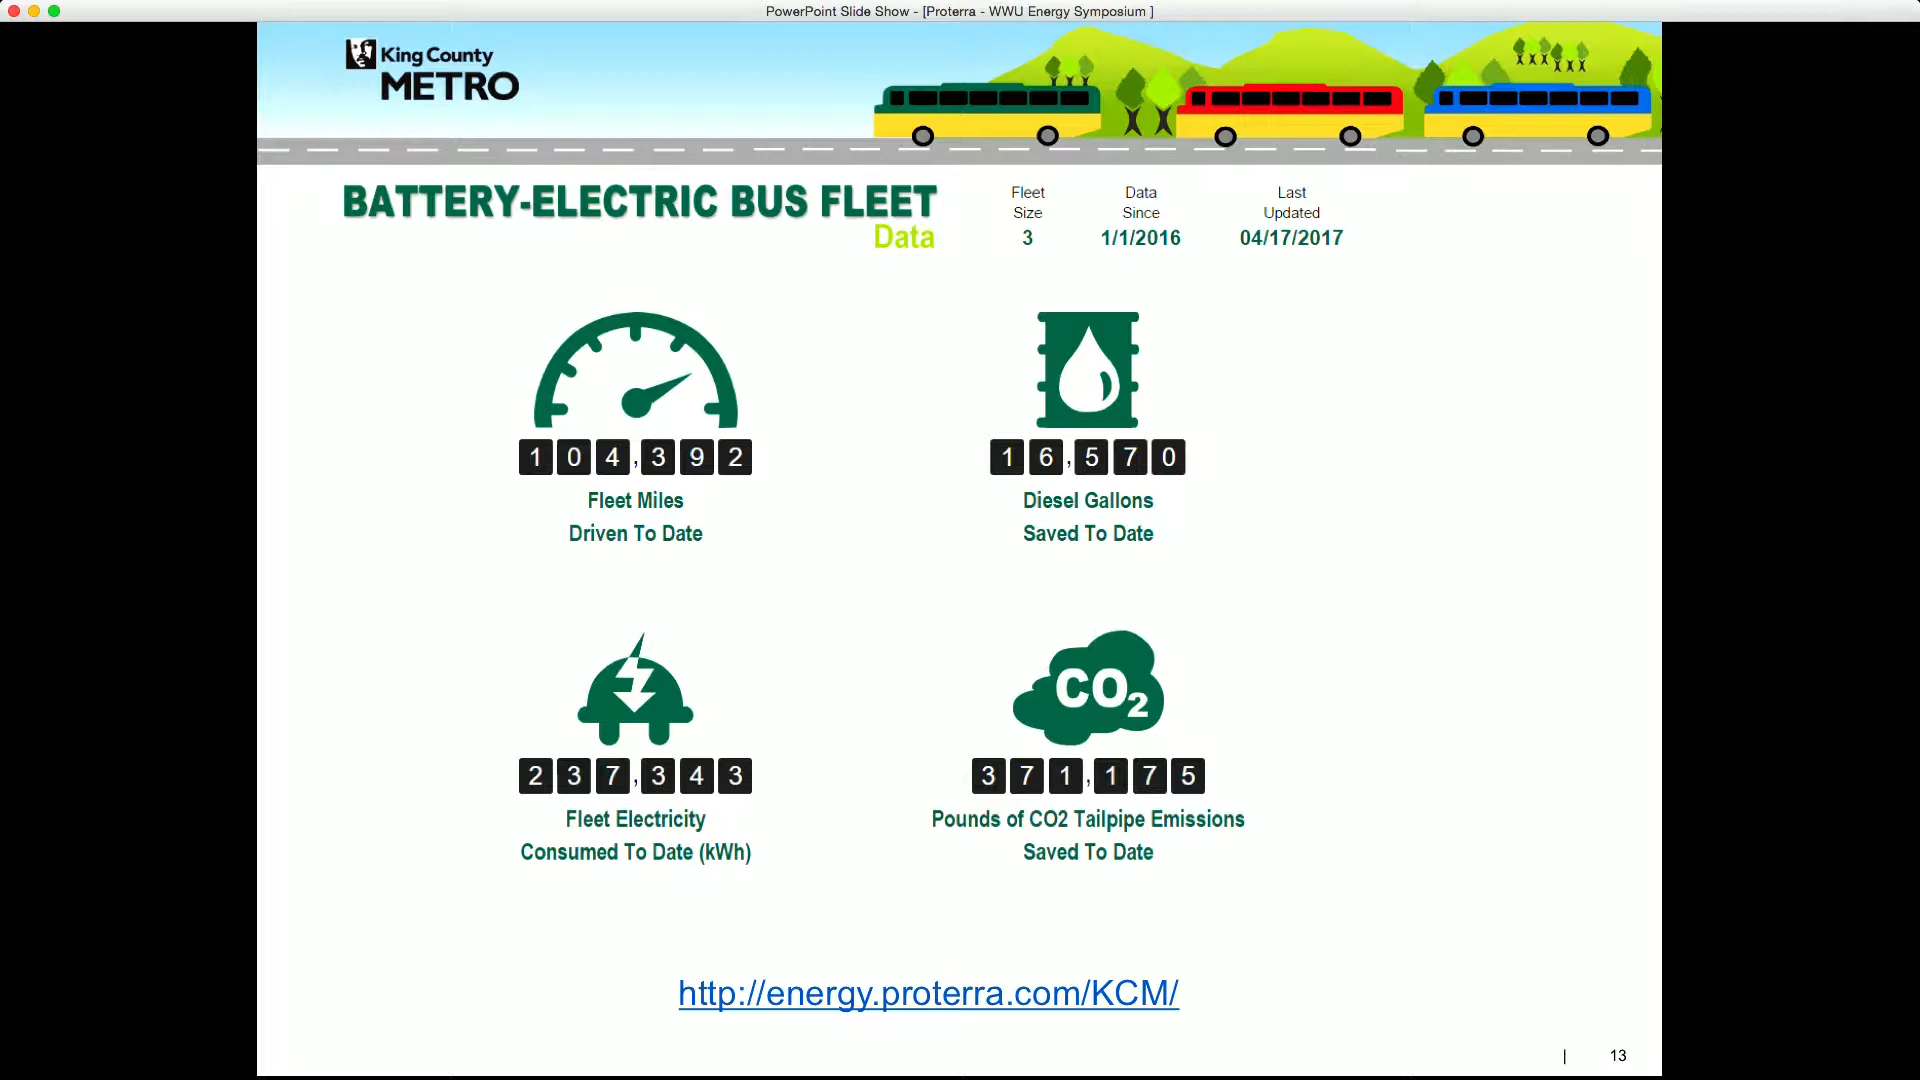 PowerPoint Slide Show - [Proterra - WWU Energy Symposium ]
King County
METRO
BATTERY-ELECTRIC BUS FLEET
Data
Fleet
Size
3
Data
Since
1/1/2016
Last
Updated
04/17/2017
104,392
Fleet Miles
Driven To Date
16,570
Diesel Gallons
Saved To Date
237,343
Fleet Electricity
Consumed To Date (kWh)
CO2
371,175
Pounds of CO2 Tailpipe Emissions
Saved To Date
http://energy.proterra.com/KCM/
| 13